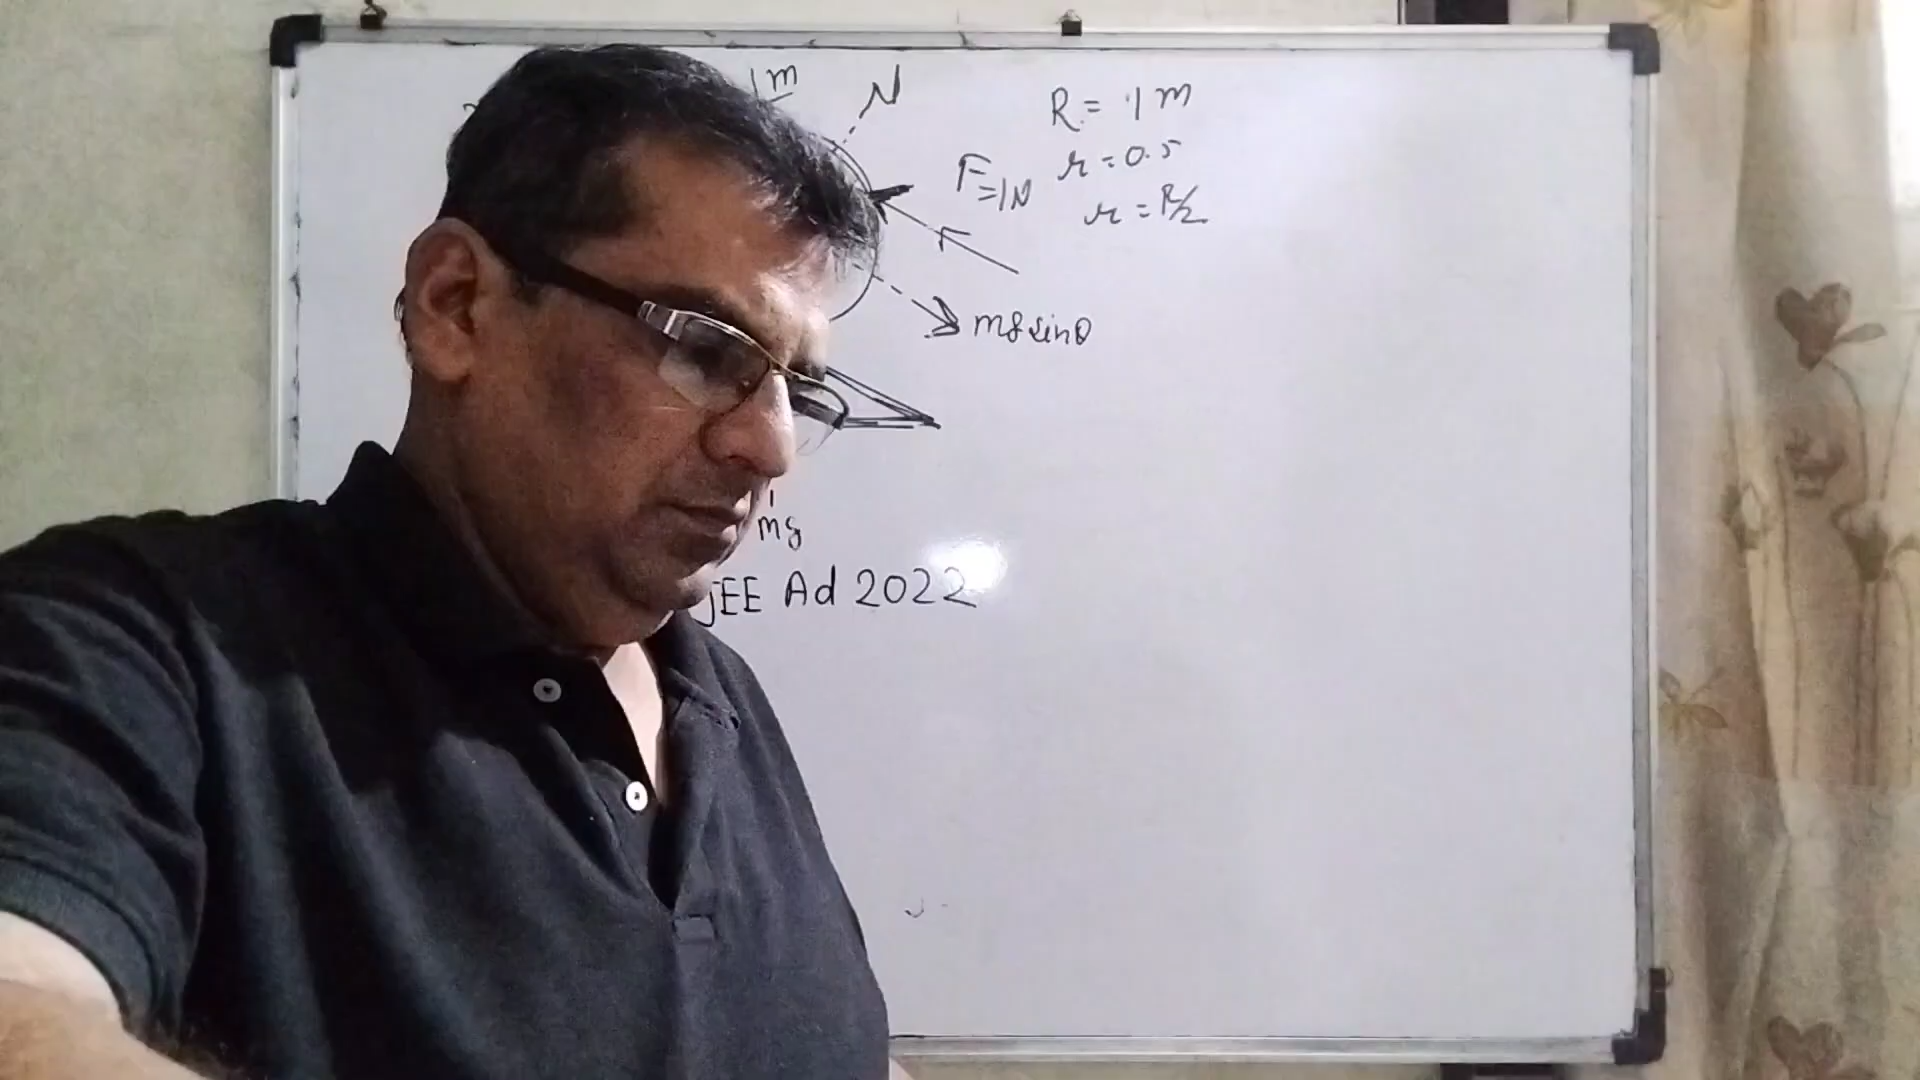 1m
N
R = 1 m
F=1N
r = 0.5
r = R/2
mg sinθ
mg
JEE Ad 2022